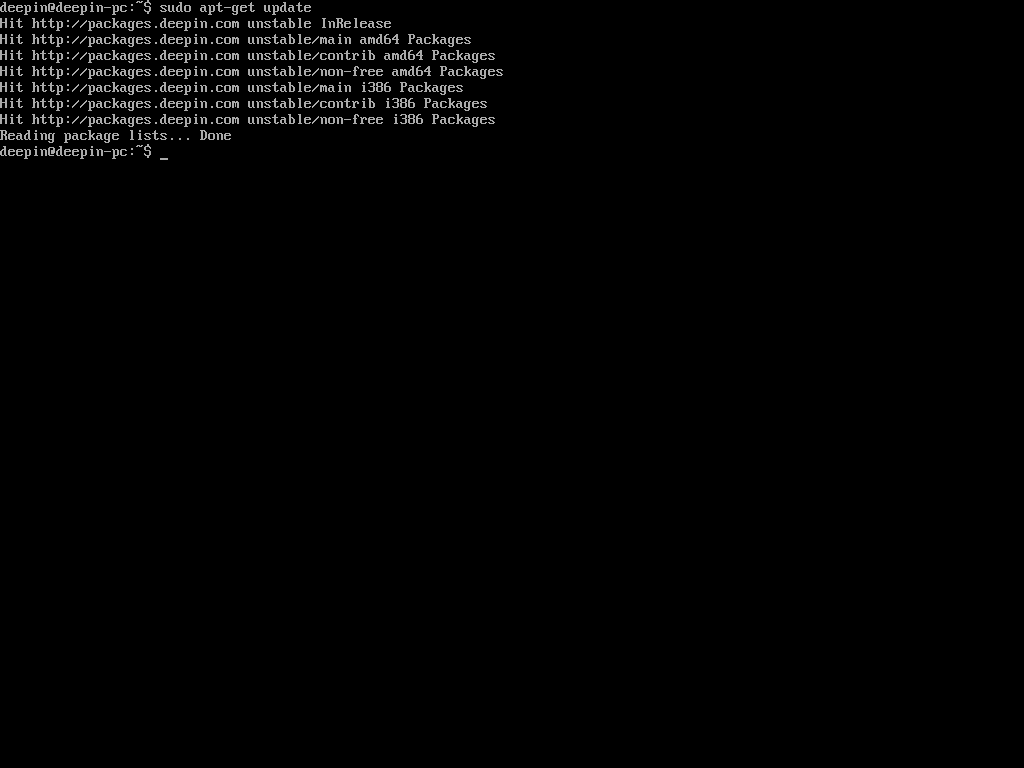 deepin@deepin-pc:~$ sudo apt-get update
Hit http://packages.deepin.com unstable InRelease
Hit http://packages.deepin.com unstable/main amd64 Packages
Hit http://packages.deepin.com unstable/contrib amd64 Packages
Hit http://packages.deepin.com unstable/non-free amd64 Packages
Hit http://packages.deepin.com unstable/main i386 Packages
Hit http://packages.deepin.com unstable/contrib i386 Packages
Hit http://packages.deepin.com unstable/non-free i386 Packages
Reading package lists... Done
deepin@deepin-pc:~$ _